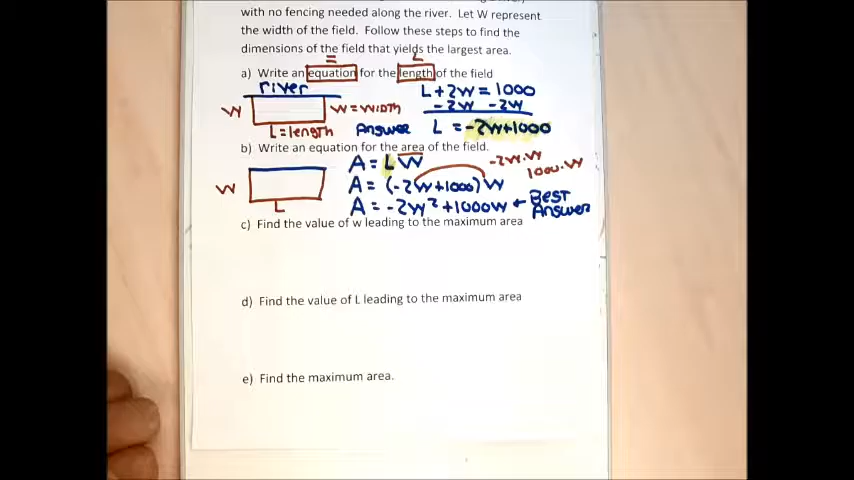 with no fencing needed along the river. Let W represent
the width of the field. Follow these steps to find the
dimensions of the field that yields the largest area.
= L
a) Write an equation for the length of the field
river L + 2W = 1000
W W = WIDTH - 2W - 2W
L = length Answer L = -2W+1000
b) Write an equation for the area of the field.
A = LW -2W·W
1000·W
W A = (-2W+1000)W
L A = -2W² +1000W ← BEST Answer
c) Find the value of w leading to the maximum area
d) Find the value of L leading to the maximum area
e) Find the maximum area.